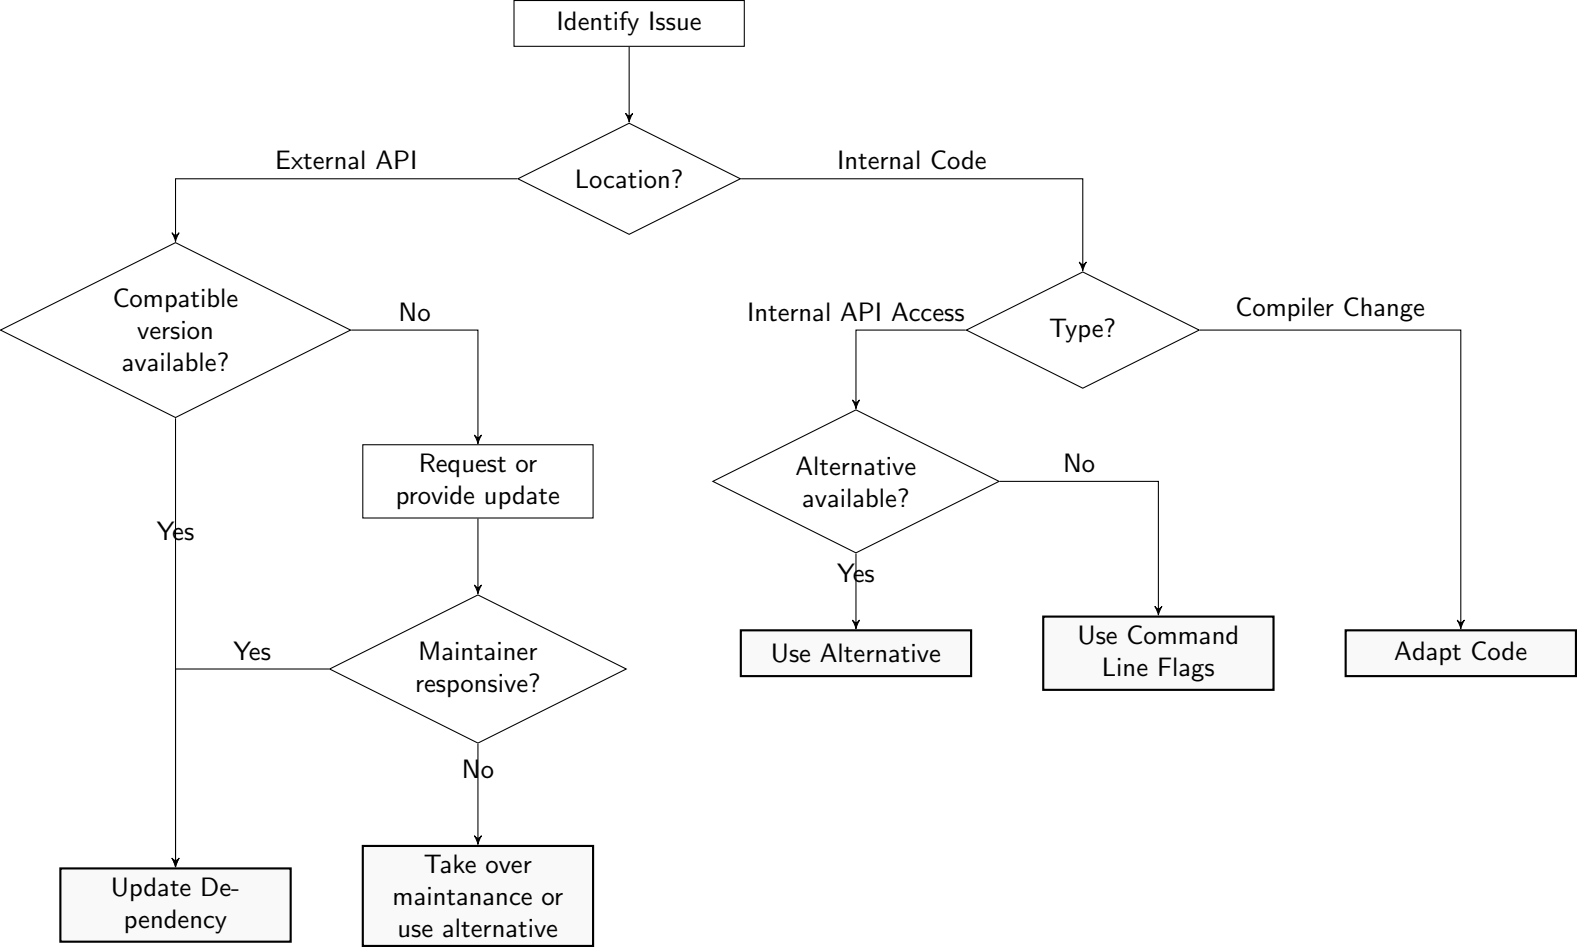 Identify Issue
External API
Location?
Internal Code
Compatible
version
available?
No
Internal API Access
Type?
Compiler Change
Request or
provide update
Alternative
available?
No
Yes
Yes
Yes
Maintainer
responsive?
Use Alternative
Use Command
Line Flags
Adapt Code
No
Update De-
pendency
Take over
maintanance or
use alternative